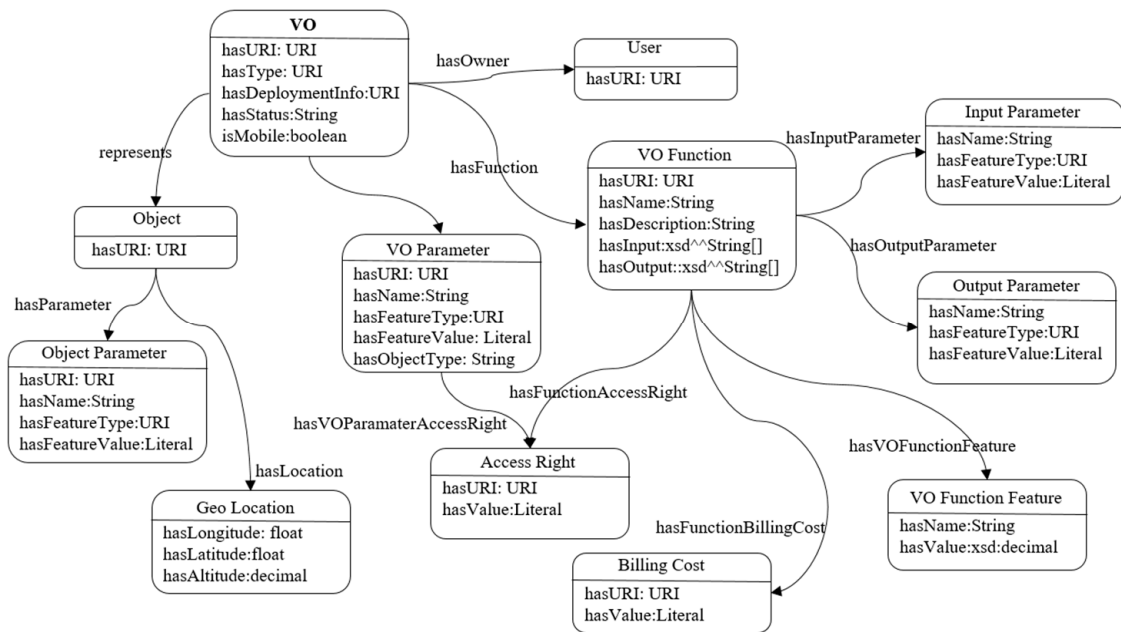 VO
hasURI: URI
hasType: URI
hasDeploymentInfo:URI
hasStatus:String
isMobile:boolean
hasOwner
User
hasURI: URI
represents
hasFunction
VO Function
hasURI: URI
hasName:String
hasDescription:String
hasInput:xsd^^String[]
hasOutput::xsd^^String[]
hasInputParameter
Input Parameter
hasName:String
hasFeatureType:URI
hasFeatureValue:Literal
hasOutputParameter
Output Parameter
hasName:String
hasFeatureType:URI
hasFeatureValue:Literal
Object
hasURI: URI
VO Parameter
hasURI: URI
hasName:String
hasFeatureType:URI
hasFeatureValue: Literal
hasObjectType: String
hasParameter
Object Parameter
hasURI: URI
hasName:String
hasFeatureType:URI
hasFeatureValue:Literal
hasLocation
Geo Location
hasLongitude: float
hasLatitude:float
hasAltitude:decimal
hasVOParamaterAccessRight
hasFunctionAccessRight
Access Right
hasURI: URI
hasValue:Literal
hasFunctionBillingCost
Billing Cost
hasURI: URI
hasValue:Literal
hasVOFunctionFeature
VO Function Feature
hasName:String
hasValue:xsd:decimal